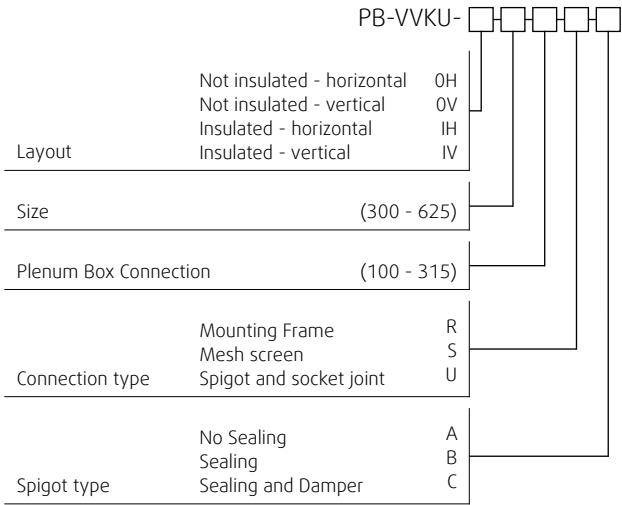 PB-VVKU-
Not insulated - horizontal 0H
Not insulated - vertical 0V
Insulated - horizontal IH
Layout Insulated - vertical IV
Size (300 - 625)
Plenum Box Connection (100 - 315)
Mounting Frame R
Mesh screen S
Connection type Spigot and socket joint U
No Sealing A
Sealing B
Spigot type Sealing and Damper C